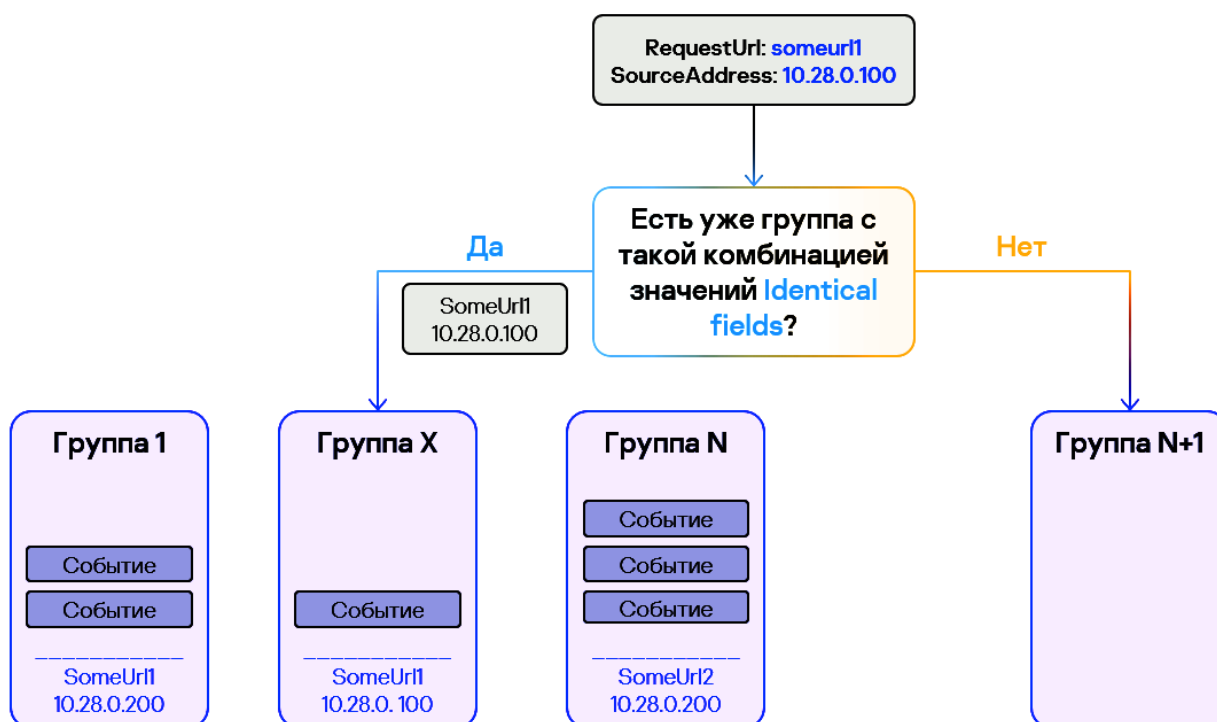 RequestUrl: someurl1
SourceAddress: 10.28.0.100
Есть уже группа с
такой комбинацией
значений Identical
fields?
Да
Нет
SomeUrl1
10.28.0.100
Группа 1
Событие
Событие
SomeUrl1
10.28.0.200
Группа X
Событие
SomeUrl1
10.28.0. 100
Группа N
Событие
Событие
Событие
SomeUrl2
10.28.0.200
Группа N+1